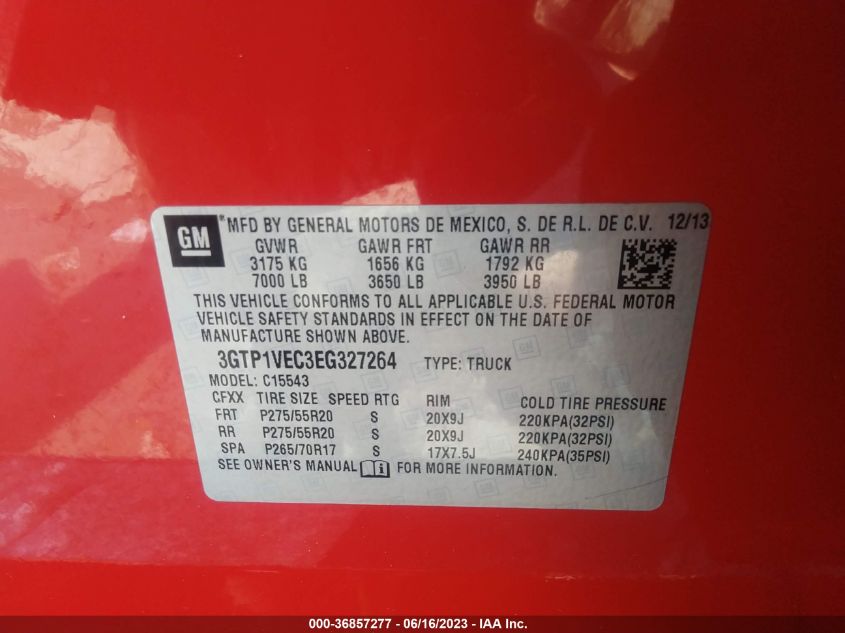 GM
* MFD BY GENERAL MOTORS DE MEXICO, S. DE R.L. DE C.V. 12/13
GVWR GAWR FRT GAWR RR
3175 KG 1656 KG 1792 KG
7000 LB 3650 LB 3950 LB
THIS VEHICLE CONFORMS TO ALL APPLICABLE U.S. FEDERAL MOTOR
VEHICLE SAFETY STANDARDS IN EFFECT ON THE DATE OF
MANUFACTURE SHOWN ABOVE.
3GTP1VEC3EG327264 TYPE: TRUCK
MODEL: C15543
CFXX TIRE SIZE SPEED RTG RIM COLD TIRE PRESSURE
FRT P275/55R20 S 20X9J 220KPA(32PSI)
RR P275/55R20 S 20X9J 220KPA(32PSI)
SPA P265/70R17 S 17X7.5J 240KPA(35PSI)
SEE OWNER'S MANUAL i FOR MORE INFORMATION.
000-36857277 - 06/16/2023 - IAA Inc.